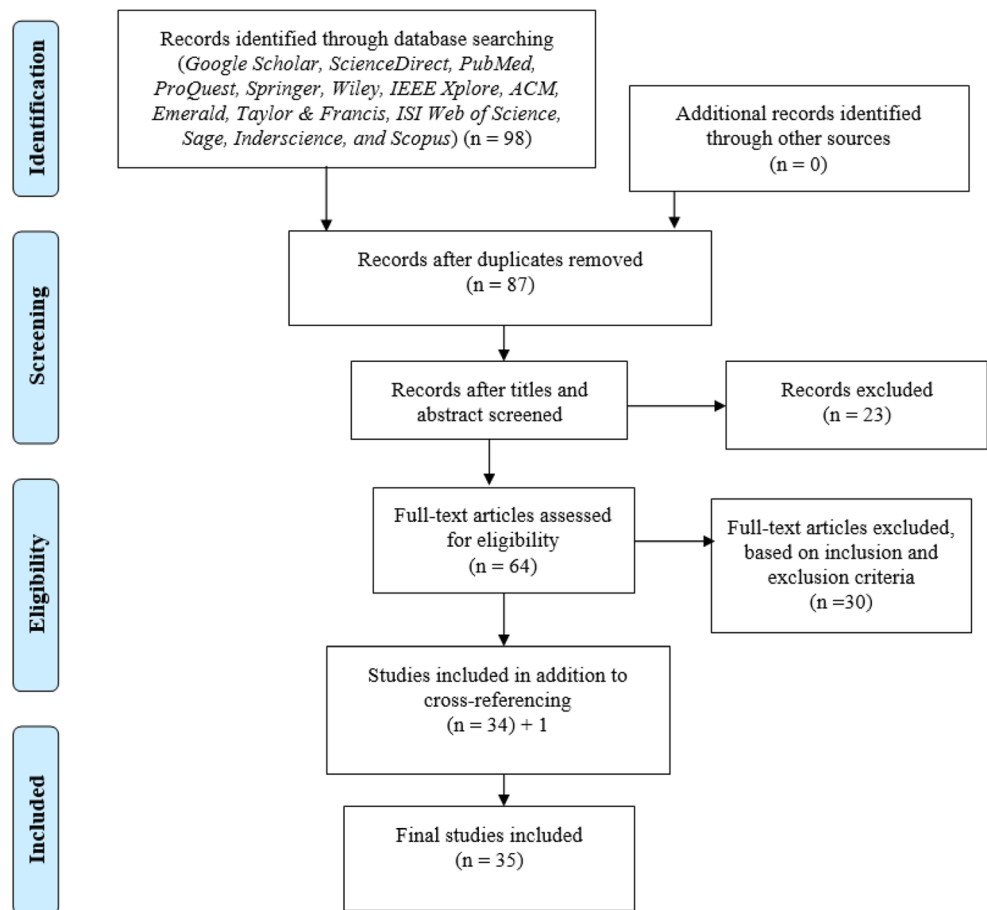 Identification
Records identified through database searching
(Google Scholar, ScienceDirect, PubMed,
ProQuest, Springer, Wiley, IEEE Xplore, ACM,
Emerald, Taylor & Francis, ISI Web of Science,
Sage, Inderscience, and Scopus) (n = 98)
Additional records identified
through other sources
(n = 0)
Screening
Records after duplicates removed
(n = 87)
Records after titles and
abstract screened
Records excluded
(n = 23)
Eligibility
Full-text articles assessed
for eligibility
(n = 64)
Full-text articles excluded,
based on inclusion and
exclusion criteria
(n =30)
Studies included in addition to
cross-referencing
(n = 34) + 1
Included
Final studies included
(n = 35)